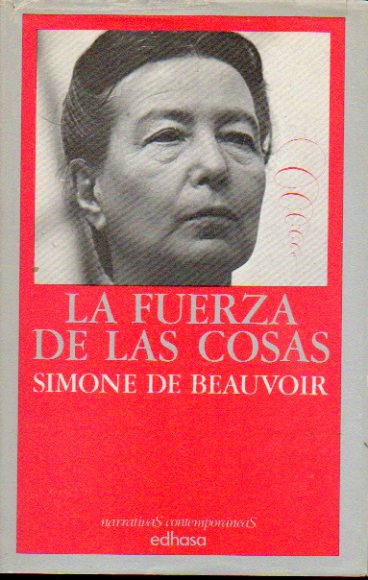 LA FUERZA
DE LAS COSAS
SIMONE DE BEAUVOIR
narrativaS contemporáneaS
edhasa